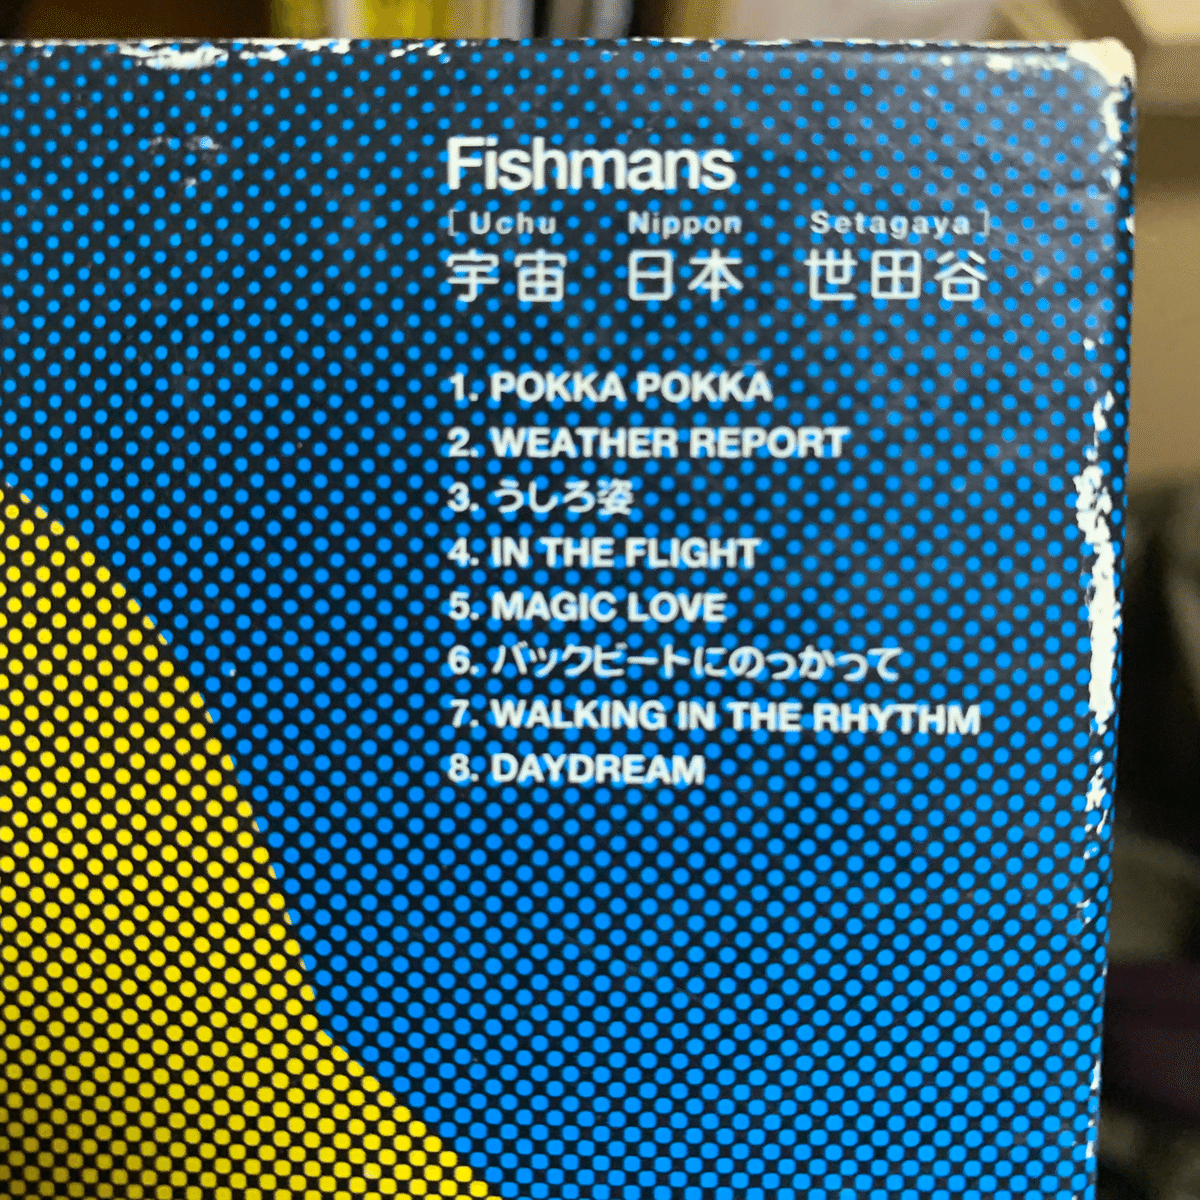 Fishmans
[Uchu Nippon Setagaya]
宇宙 日本 世田谷
1. POKKA POKKA
2. WEATHER REPORT
3. うしろ姿
4. IN THE FLIGHT
5. MAGIC LOVE
6. バックビートにのっかって
7. WALKING IN THE RHYTHM
8. DAYDREAM